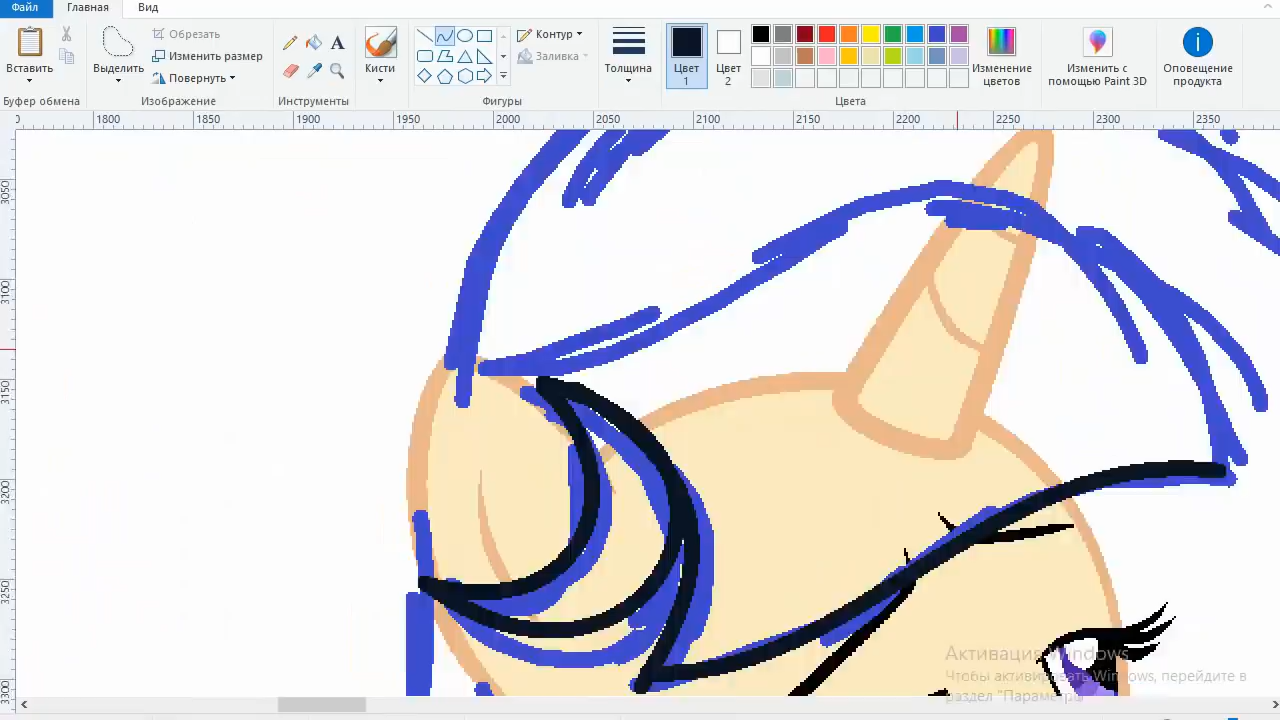 Файл Главная Вид
Вставить
Выделить
Обрезать
Изменить размер
Повернуть
A
Кисти
Контур
Заливка
Толщина
Цвет 1
Цвет 2
Изменение цветов
Изменить с помощью Paint 3D
Оповещение продукта
Буфер обмена Изображение Инструменты Фигуры Цвета
1800 1850 1900 1950 2000 2050 2100 2150 2200 2250 2300 2350
3050
3100
3150
3200
3250
3300
Активация Windows
Чтобы активировать Windows, перейдите в
раздел "Параметры